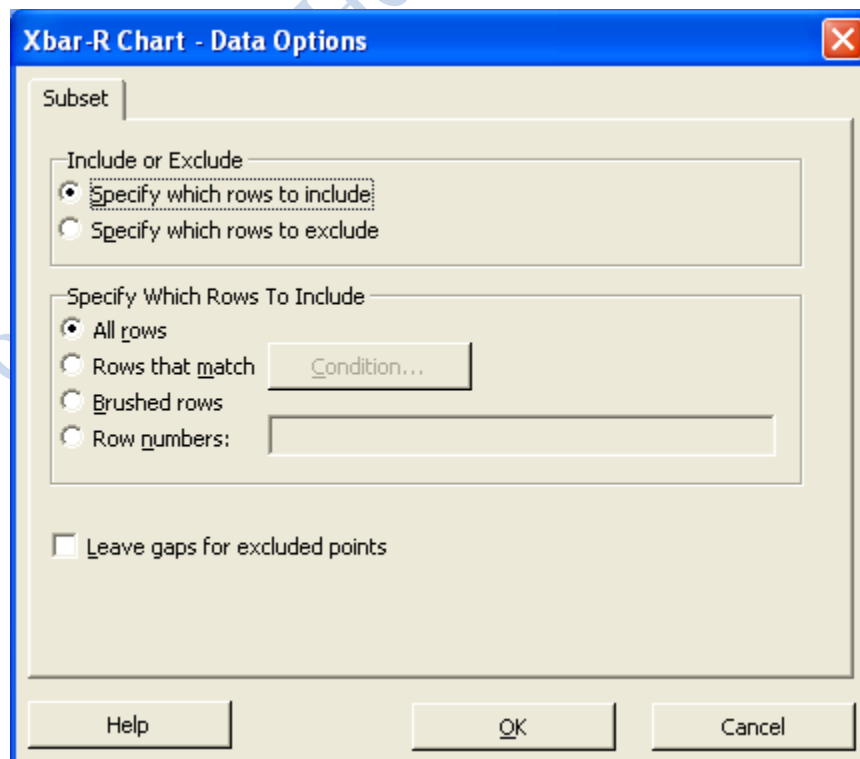 Xbar-R Chart - Data Options
Subset
Include or Exclude
Specify which rows to include
Specify which rows to exclude
Specify Which Rows To Include
All rows
Rows that match Condition...
Brushed rows
Row numbers:
Leave gaps for excluded points
Help OK Cancel